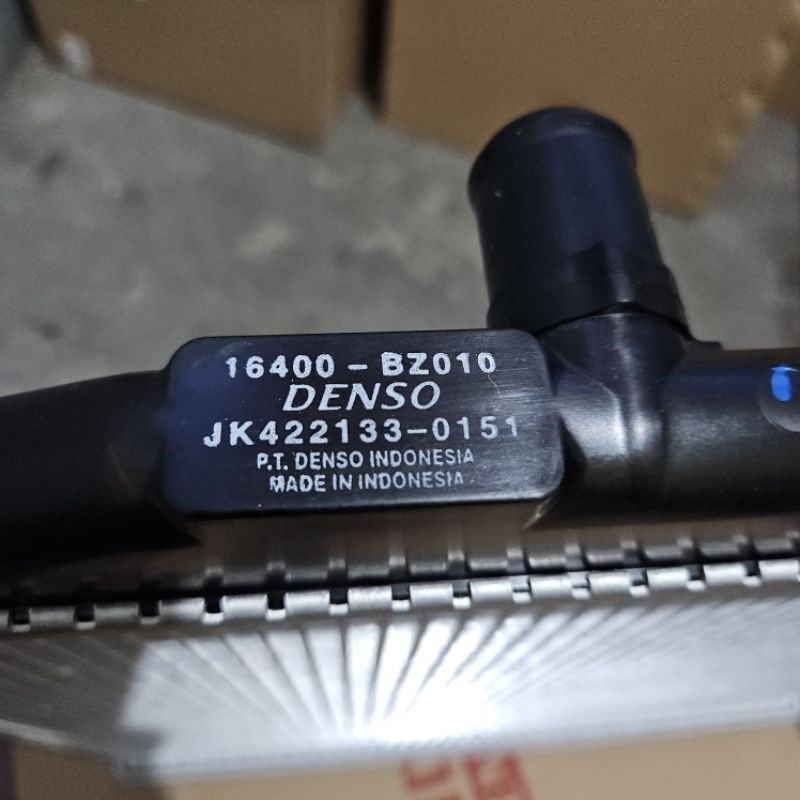 16400-BZ010
DENSO
JK422133-0151
P.T. DENSO INDONESIA
MADE IN INDONESIA